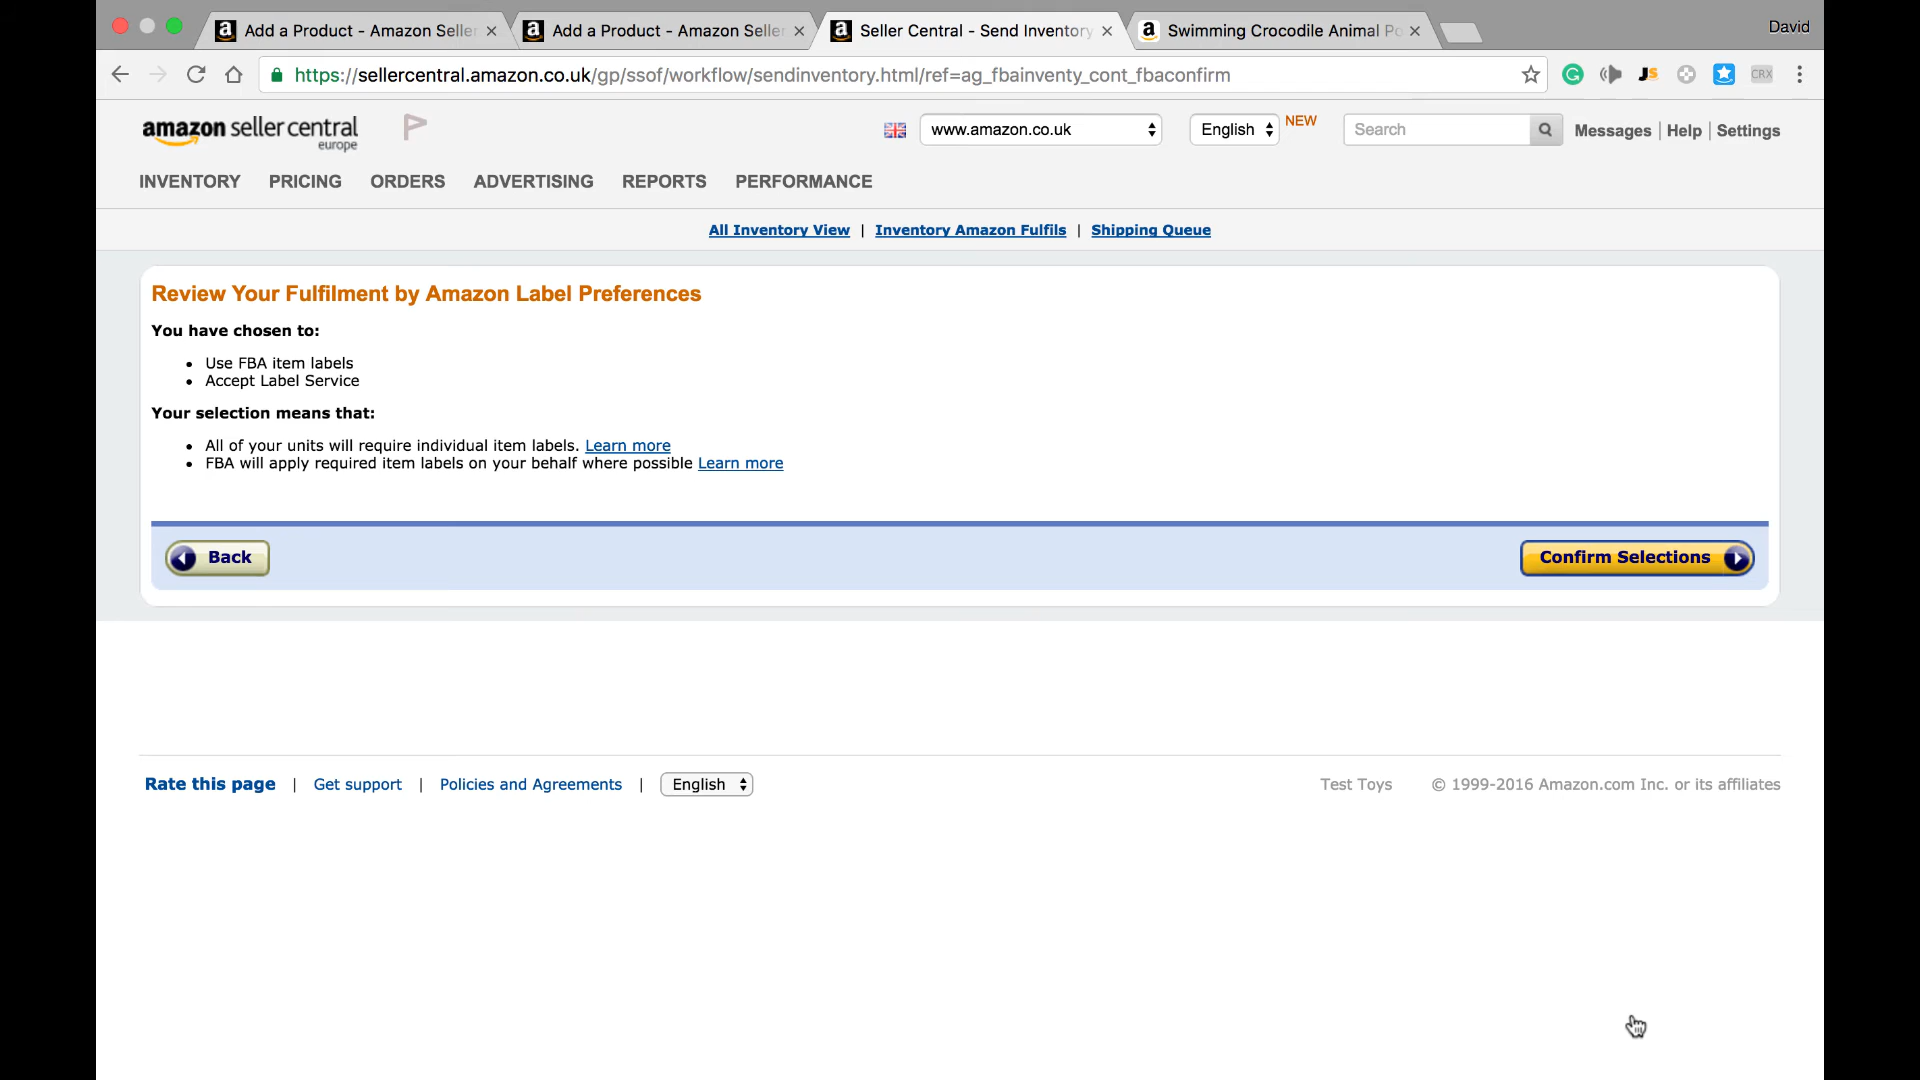 Add a Product - Amazon Seller
Add a Product - Amazon Seller
Seller Central - Send Inventory
Swimming Crocodile Animal Po
David
https://sellercentral.amazon.co.uk/gp/ssof/workflow/sendinventory.html/ref=ag_fbainventy_cont_fbaconfirm
JS
CRX
amazon seller central
europe
www.amazon.co.uk
English
NEW
Search
Messages | Help | Settings
INVENTORY PRICING ORDERS ADVERTISING REPORTS PERFORMANCE
All Inventory View | Inventory Amazon Fulfils | Shipping Queue
Review Your Fulfilment by Amazon Label Preferences
You have chosen to:
• Use FBA item labels
• Accept Label Service
Your selection means that:
• All of your units will require individual item labels. Learn more
• FBA will apply required item labels on your behalf where possible Learn more
Back
Confirm Selections
Rate this page | Get support | Policies and Agreements | English
Test Toys © 1999-2016 Amazon.com Inc. or its affiliates